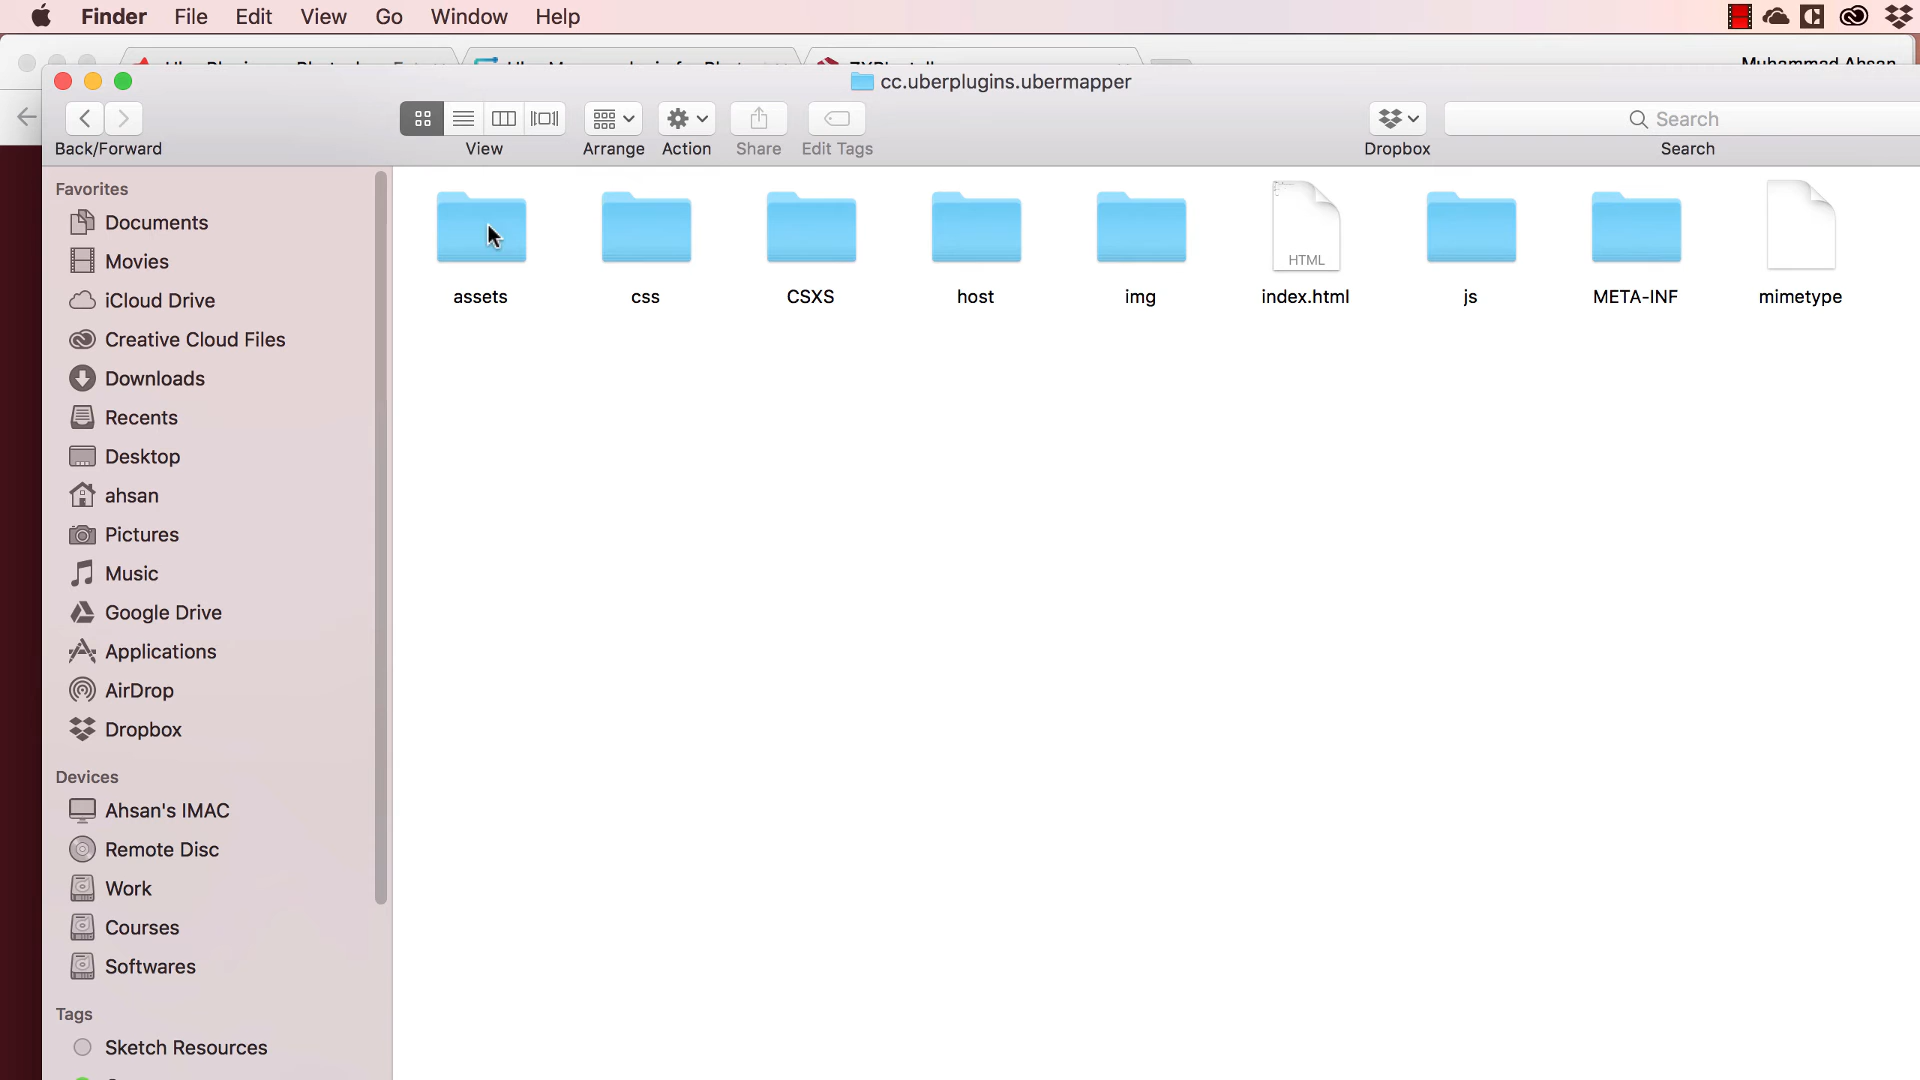 Finder File Edit View Go Window Help
Muhammad Ahsan
cc.uberplugins.ubermapper
Back/Forward View Arrange Action Share Edit Tags Dropbox Search
Search
Favorites
Documents
Movies
iCloud Drive
Creative Cloud Files
Downloads
Recents
Desktop
ahsan
Pictures
Music
Google Drive
Applications
AirDrop
Dropbox
Devices
Ahsan's IMAC
Remote Disc
Work
Courses
Softwares
Tags
Sketch Resources
assets css CSXS host img index.html js META-INF mimetype
HTML